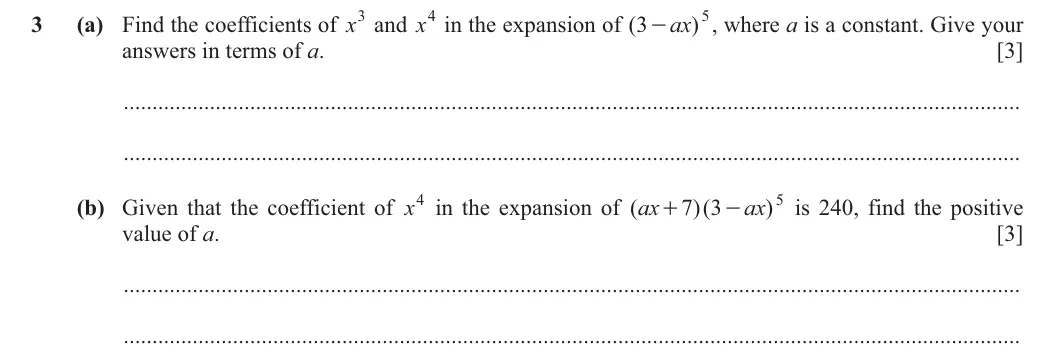 3 (a) Find the coefficients of x³ and x⁴ in the expansion of (3−ax)⁵, where a is a constant. Give your
answers in terms of a. [3]
(b) Given that the coefficient of x⁴ in the expansion of (ax+7)(3−ax)⁵ is 240, find the positive
value of a. [3]